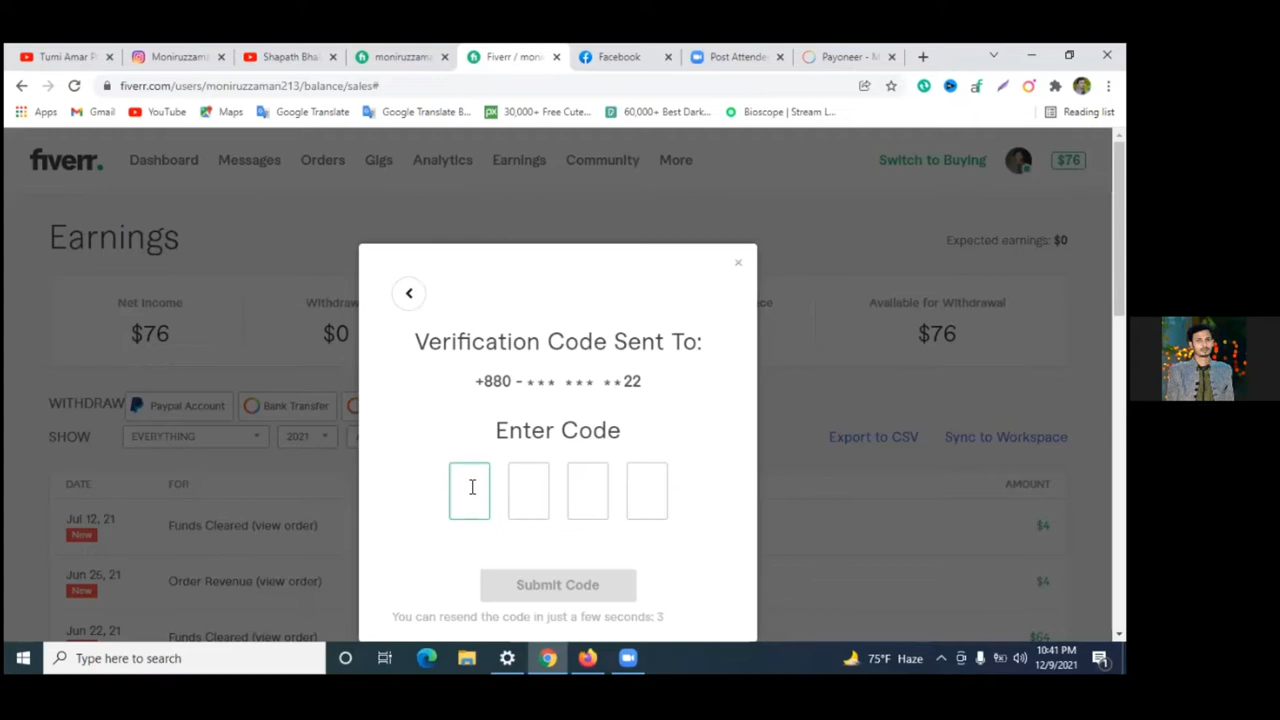 Tumi Amar P
Moniruzzam
Shapath Bha
moniruzzam
Fiverr / moni
Facebook
Post Attende
Payoneer - M
fiverr.com/users/moniruzzaman213/balance/sales#
Apps
Gmail
YouTube
Maps
Google Translate
Google Translate B...
30,000+ Free Cute...
60,000+ Best Dark...
Bioscope | Stream L...
Reading list
fiverr.
Dashboard
Messages
Orders
Gigs
Analytics
Earnings
Community
More
Switch to Buying
$76
Earnings
Expected earnings: $0
Net Income
Withdraw
Available for Withdrawal
$76
$0
$76
×
Verification Code Sent To:
+880 - *** *** **22
Enter Code
Submit Code
You can resend the code in just a few seconds: 3
WITHDRAW
Paypal Account
Bank Transfer
SHOW
EVERYTHING
2021
Export to CSV
Sync to Workspace
DATE
FOR
AMOUNT
Jul 12, 21
New
Funds Cleared (view order)
$4
Jun 25, 21
New
Order Revenue (view order)
$4
Jun 22, 21
Funds Cleared (view order)
$64
Type here to search
75°F Haze
10:41 PM
12/9/2021
1